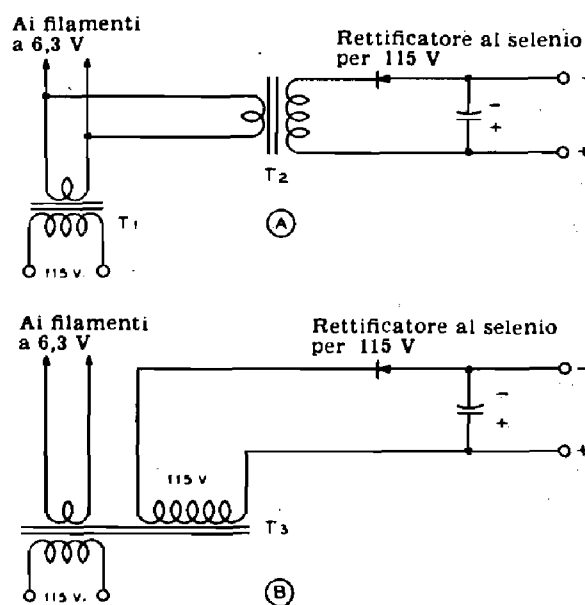 Ai filamenti
a 6,3 V
Rettificatore al selenio
per 115 V
-
-
+
+
T2
T1
A
115 V.
Ai filamenti
a 6,3 V
Rettificatore al selenio
per 115 V
-
-
+
+
115 V
T3
B
115 V.